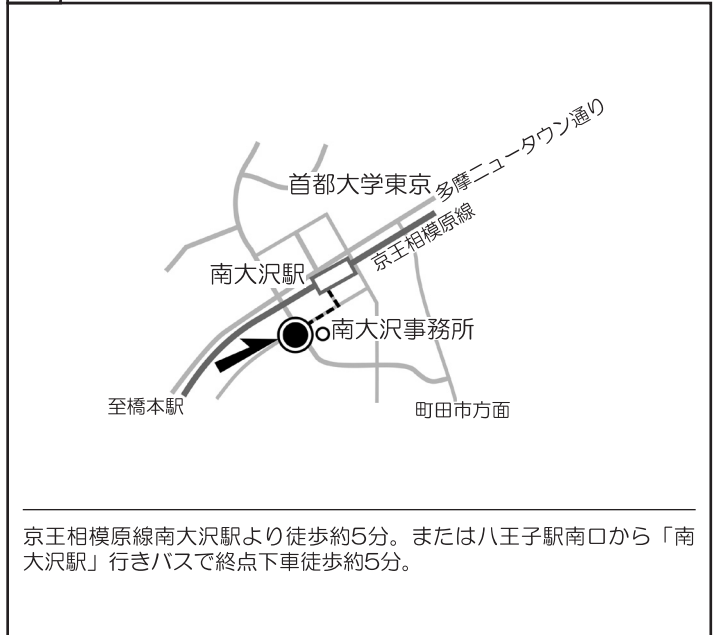 多摩ニュータウン通り
首都大学東京
京王相模原線
南大沢駅
南大沢事務所
至橋本駅
町田市方面
京王相模原線南大沢駅より徒歩約5分。または八王子駅南口から「南
大沢駅」行きバスで終点下車徒歩約5分。